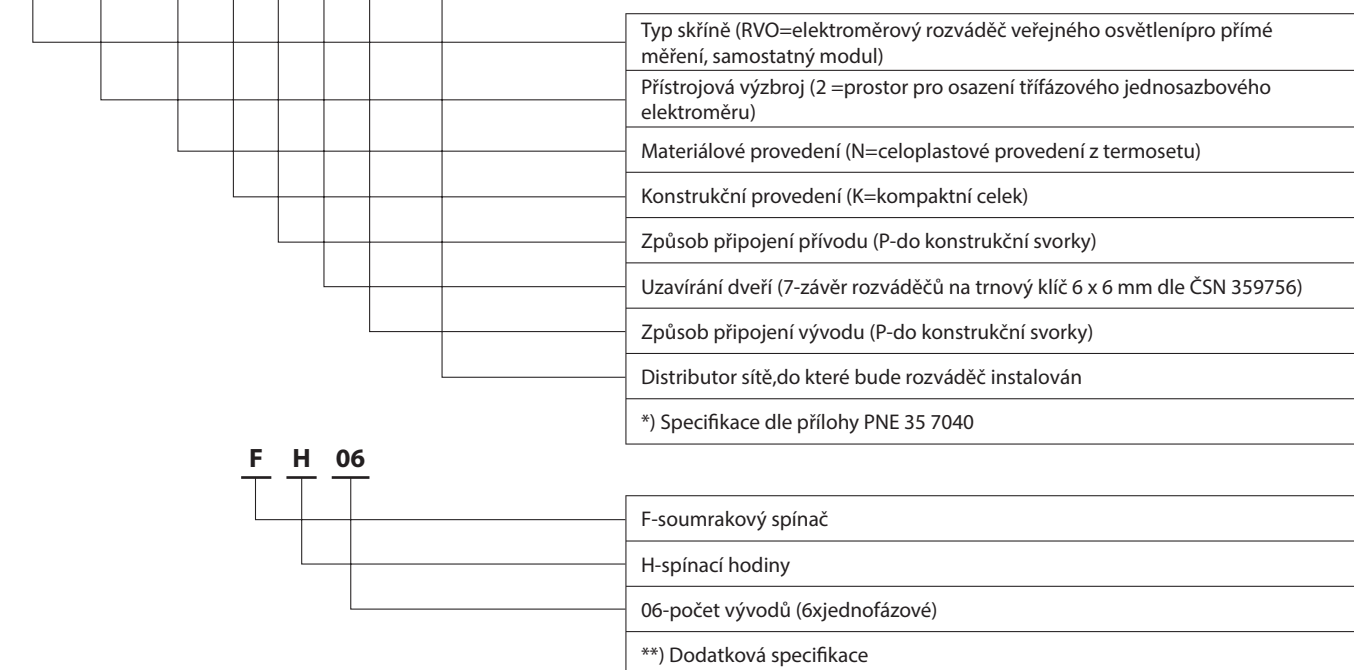 Typ skříně (RVO=elektroměrový rozváděč veřejného osvětlenípro přímé
měření, samostatný modul)
Přístrojová výzbroj (2 =prostor pro osazení třífázového jednosazbového
elektroměru)
Materiálové provedení (N=celoplastové provedení z termosetu)
Konstrukční provedení (K=kompaktní celek)
Způsob připojení přívodu (P-do konstrukční svorky)
Uzavírání dveří (7-závěr rozváděčů na trnový klíč 6 x 6 mm dle ČSN 359756)
Způsob připojení vývodu (P-do konstrukční svorky)
Distributor sítě,do které bude rozváděč instalován
*) Specifikace dle přílohy PNE 35 7040
F H 06
F-soumrakový spínač
H-spínací hodiny
06-počet vývodů (6xjednofázové)
**) Dodatková specifikace